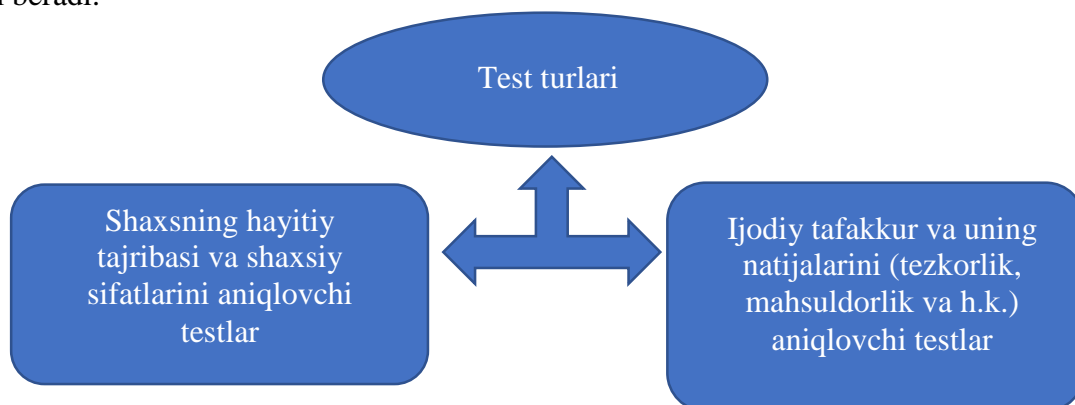 beradi.
Test turlari
Shaxsning hayitiy
tajribasi va shaxsiy
sifatlarini aniqlovchi
testlar
Ijodiy tafakkur va uning
natijalarini (tezkorlik,
mahsuldorlik va h.k.)
aniqlovchi testlar